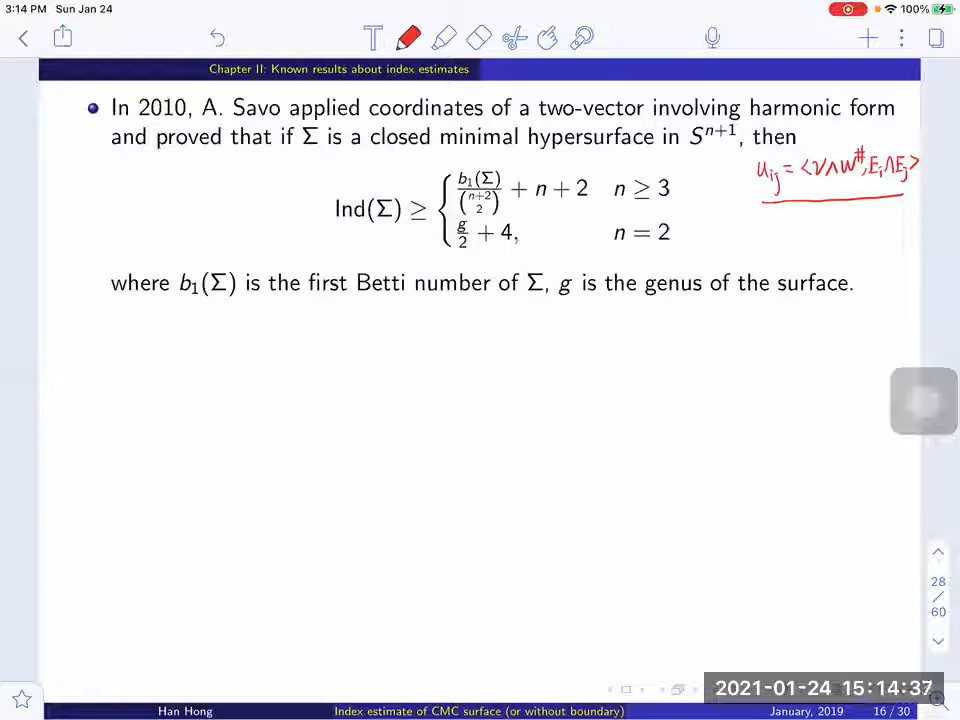 3:14 PM Sun Jan 24
100%
Chapter II: Known results about index estimates
In 2010, A. Savo applied coordinates of a two-vector involving harmonic form
and proved that if Σ is a closed minimal hypersurface in S^{n+1}, then
u_{ij} = <ν∧W^#, E_i∧E_j>
Ind(Σ) ≥ { b_1(Σ) / \binom{n+2}{2} + n + 2 n ≥ 3
g/2 + 4, n = 2
where b_1(Σ) is the first Betti number of Σ, g is the genus of the surface.
28
/
60
2021-01-24 15:14:37
Han Hong Index estimate of CMC surface (or without boundary) January, 2019 16 / 30